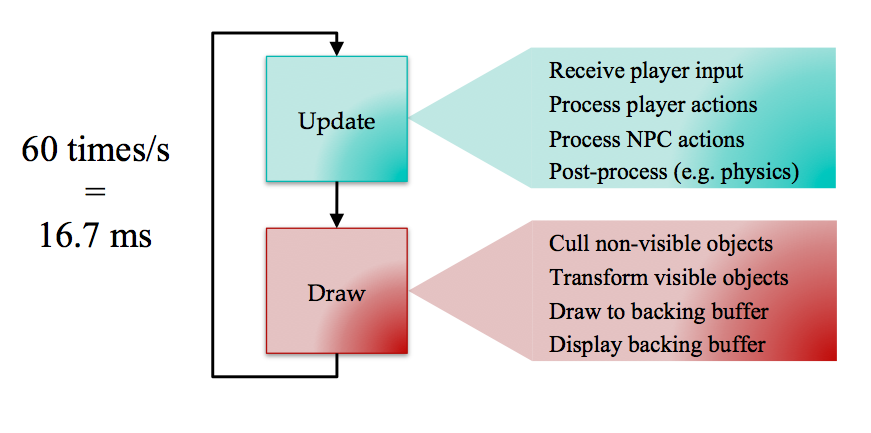 60 times/s
=
16.7 ms
Update
Receive player input
Process player actions
Process NPC actions
Post-process (e.g. physics)
Draw
Cull non-visible objects
Transform visible objects
Draw to backing buffer
Display backing buffer